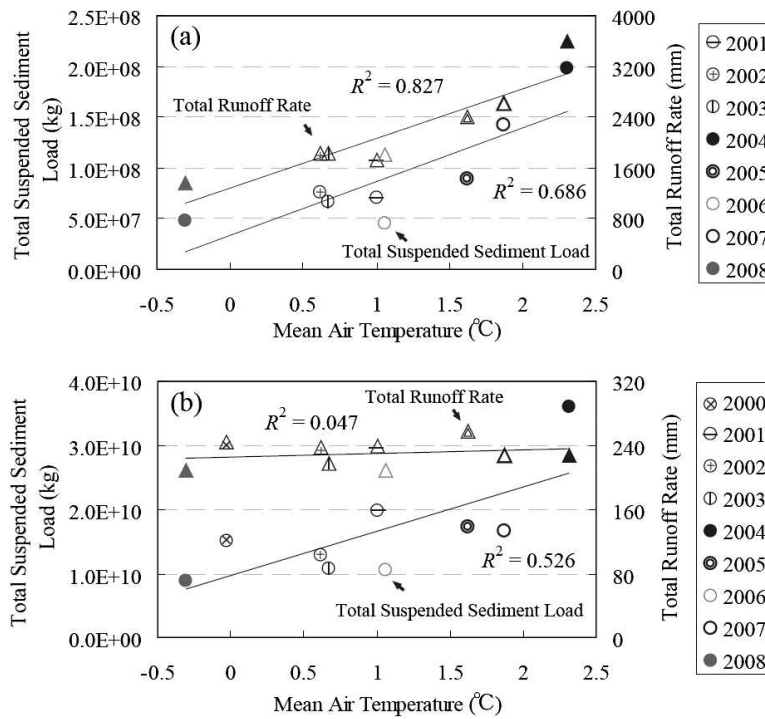 (a)
2.5E+08
2.0E+08
1.5E+08
1.0E+08
5.0E+07
0.0E+00
Total Suspended Sediment
Load (kg)
4000
3200
2400
1600
800
0
Total Runoff Rate (mm)
R² = 0.827
Total Runoff Rate
R² = 0.686
Total Suspended Sediment Load
-0.5 0 0.5 1 1.5 2 2.5
Mean Air Temperature (℃)
2001
2002
2003
2004
2005
2006
2007
2008
(b)
4.0E+10
3.0E+10
2.0E+10
1.0E+10
0.0E+00
Total Suspended Sediment
Load (kg)
320
240
160
80
0
Total Runoff Rate (mm)
Total Runoff Rate
R² = 0.047
R² = 0.526
Total Suspended Sediment Load
-0.5 0 0.5 1 1.5 2 2.5
Mean Air Temperature (℃)
2000
2001
2002
2003
2004
2005
2006
2007
2008